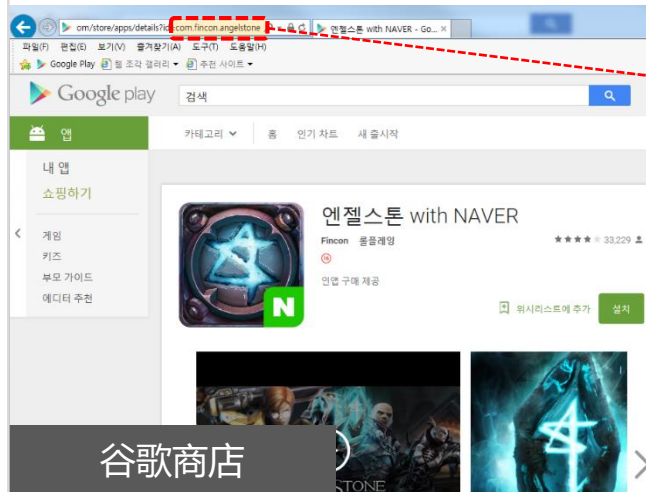 om/store/apps/details?id=com.fincon.angelstone
엔젤스톤 with NAVER - Go...
파일(F) 편집(E) 보기(V) 즐겨찾기(A) 도구(T) 도움말(H)
Google Play 웹 조각 갤러리 추천 사이트
Google play
검색
앱
카테고리 홈 인기 차트 새 출시작
내 앱
쇼핑하기
게임
키즈
부모 가이드
에디터 추천
엔젤스톤 with NAVER
Fincon 롤플레잉
33,229
인앱 구매 제공
위시리스트에 추가
설치
N
谷歌商店
STONE